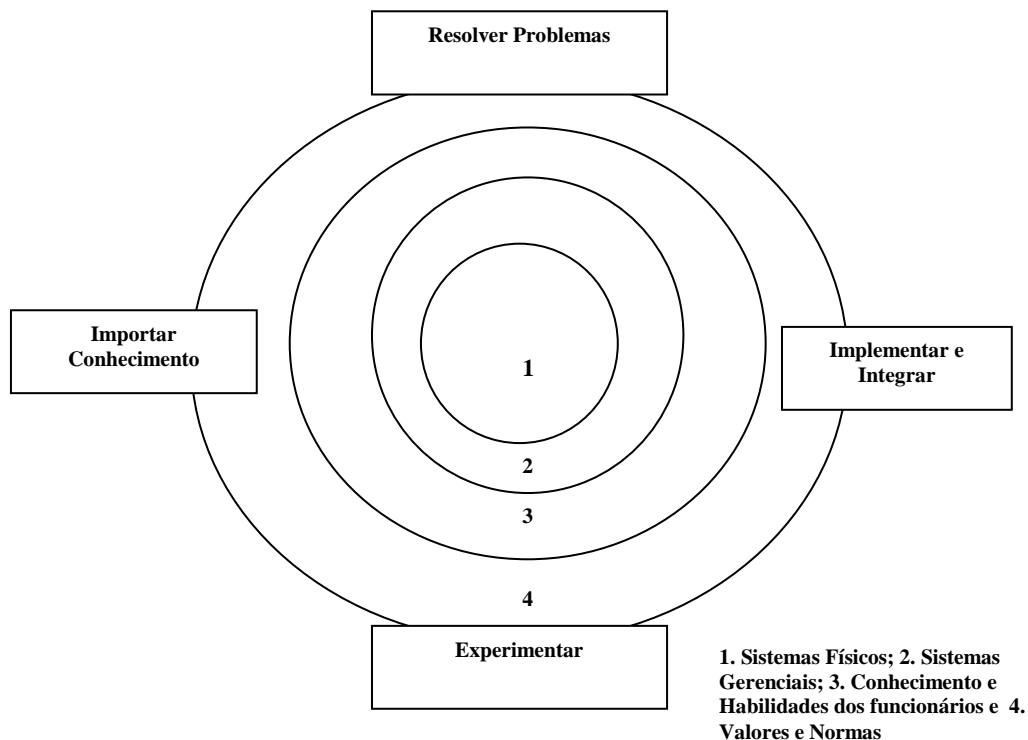 Resolver Problemas
Importar
Conhecimento
Implementar e
Integrar
1
2
3
4
Experimentar
1. Sistemas Físicos; 2. Sistemas
Gerenciais; 3. Conhecimento e
Habilidades dos funcionários e 4.
Valores e Normas